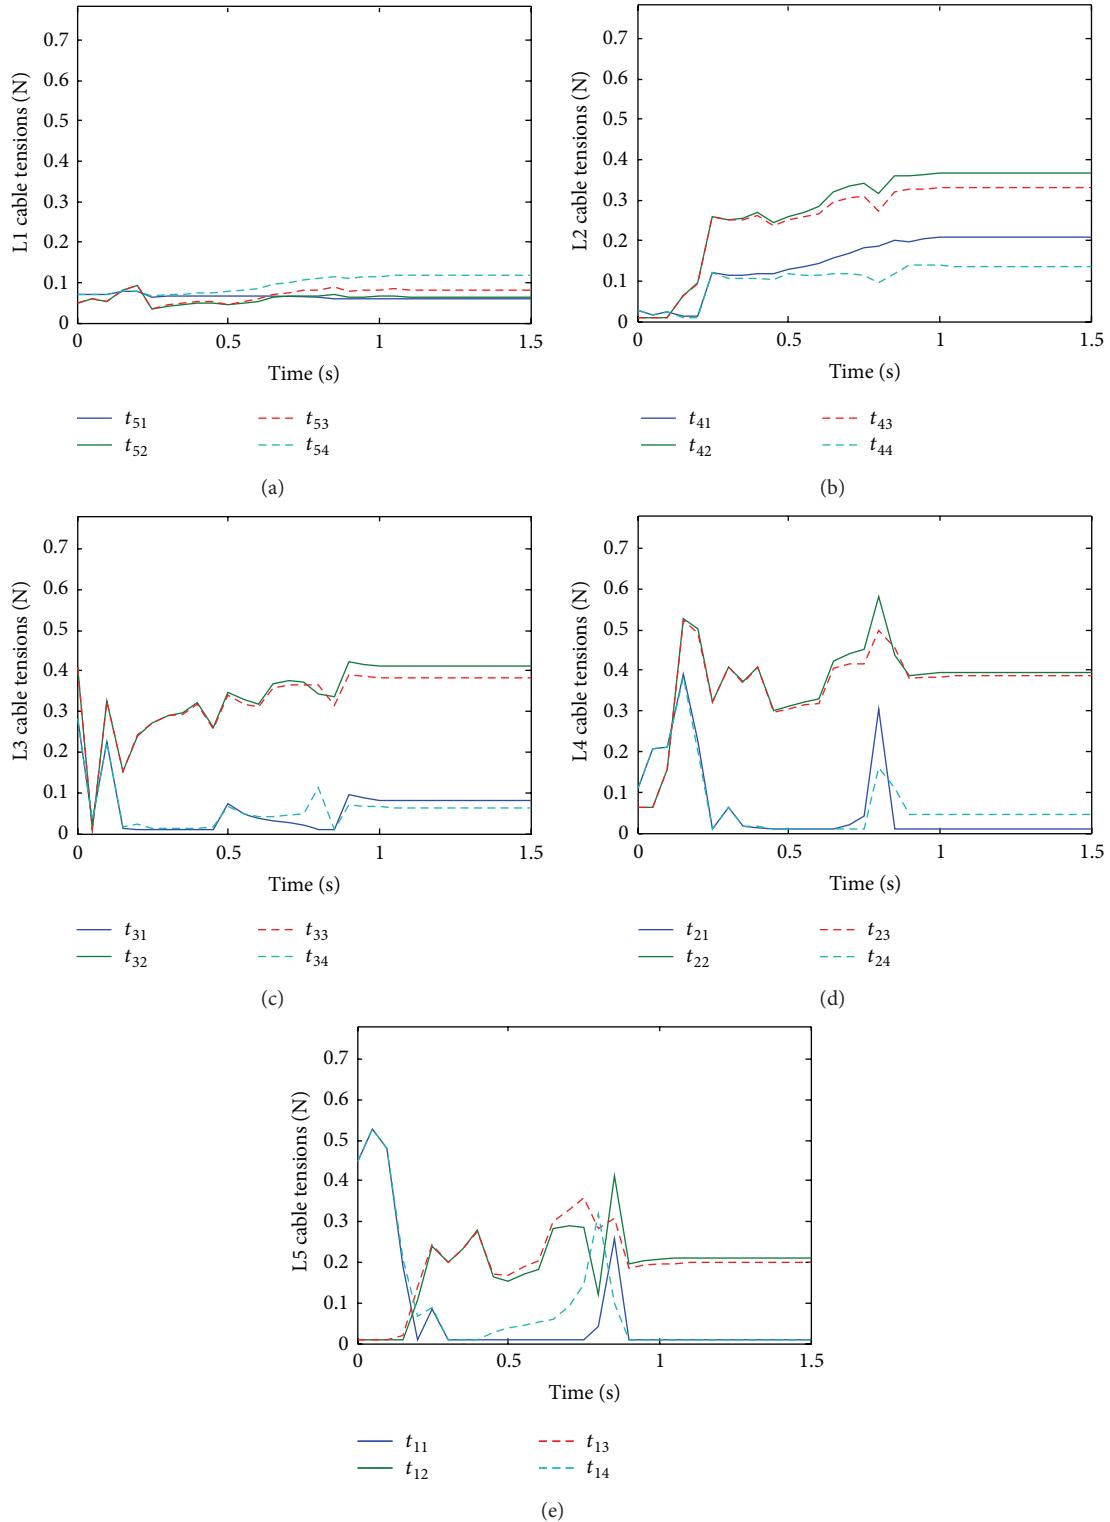 L1 cable tensions (N)
0.7
0.6
0.5
0.4
0.3
0.2
0.1
0
0 0.5 1 1.5
Time (s)
t51 t53
t52 t54
(a)
L2 cable tensions (N)
0.7
0.6
0.5
0.4
0.3
0.2
0.1
0
0 0.5 1 1.5
Time (s)
t41 t43
t42 t44
(b)
L3 cable tensions (N)
0.7
0.6
0.5
0.4
0.3
0.2
0.1
0
0 0.5 1 1.5
Time (s)
t31 t33
t32 t34
(c)
L4 cable tensions (N)
0.7
0.6
0.5
0.4
0.3
0.2
0.1
0
0 0.5 1 1.5
Time (s)
t21 t23
t22 t24
(d)
L5 cable tensions (N)
0.7
0.6
0.5
0.4
0.3
0.2
0.1
0
0 0.5 1 1.5
Time (s)
t11 t13
t12 t14
(e)